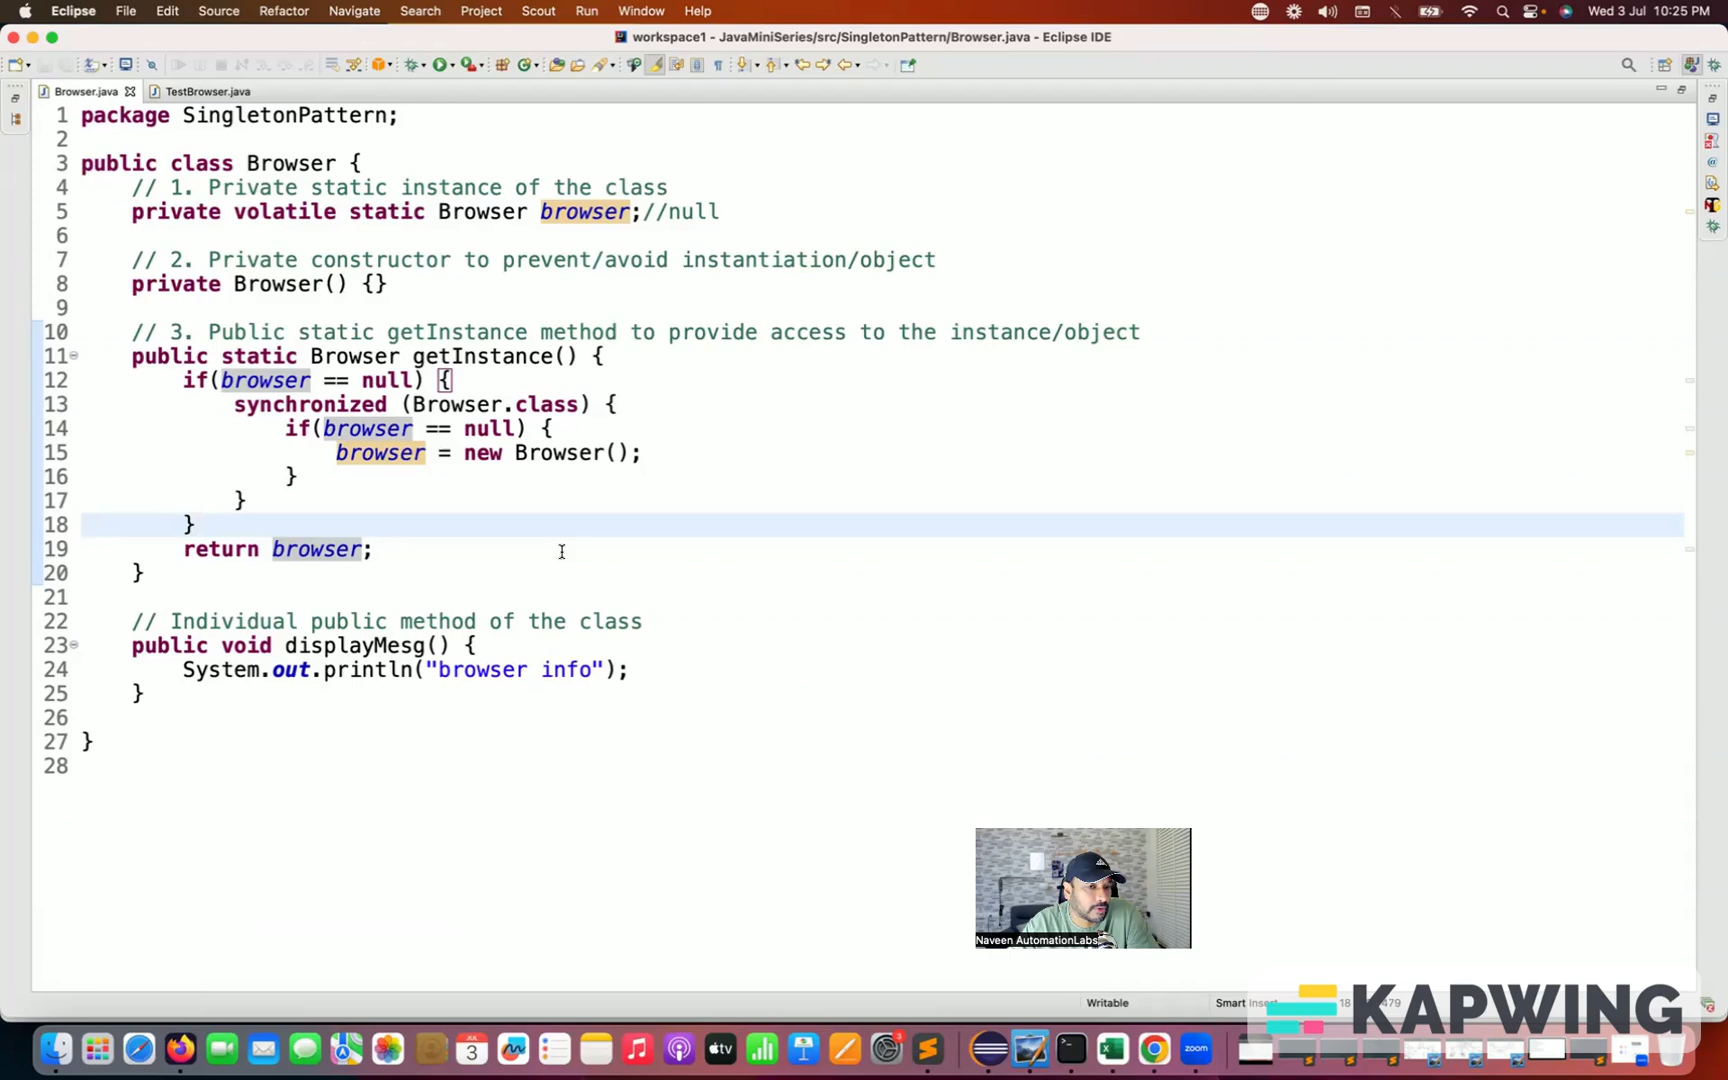 Eclipse File Edit Source Refactor Navigate Search Project Scout Run Window Help Wed 3 Jul 10:25 PM
workspace1 - JavaMiniSeries/src/SingletonPattern/Browser.java - Eclipse IDE
Browser.java TestBrowser.java
1 package SingletonPattern;
2
3 public class Browser {
4 // 1. Private static instance of the class
5 private volatile static Browser browser;//null
6
7 // 2. Private constructor to prevent/avoid instantiation/object
8 private Browser() {}
9
10 // 3. Public static getInstance method to provide access to the instance/object
11 public static Browser getInstance() {
12 if(browser == null) {
13 synchronized (Browser.class) {
14 if(browser == null) {
15 browser = new Browser();
16 }
17 }
18 }
19 return browser;
20 }
21
22 // Individual public method of the class
23 public void displayMesg() {
24 System.out.println("browser info");
25 }
26
27 }
28
Naveen AutomationLabs
Writable Smart Insert
KAPWING
JUL
3
tv
3
zoom